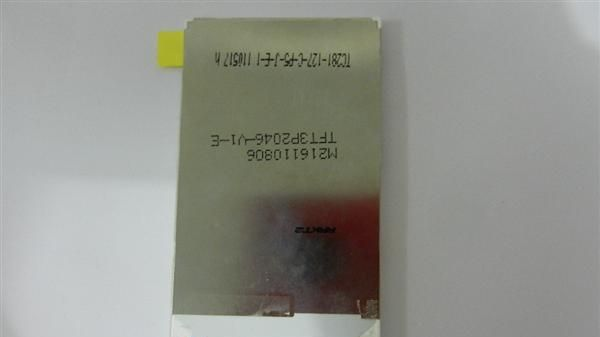 M216110806
TFT3P2046-V1-E
TC281-127-C-F5-J-E-1 110517 h